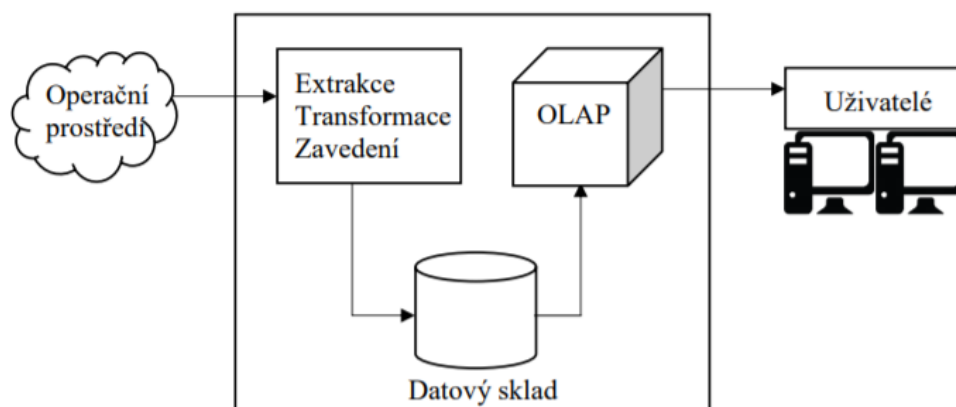 Operační
prostředí
Extrakce
Transformace
Zavedení
OLAP
Uživatelé
Datový sklad